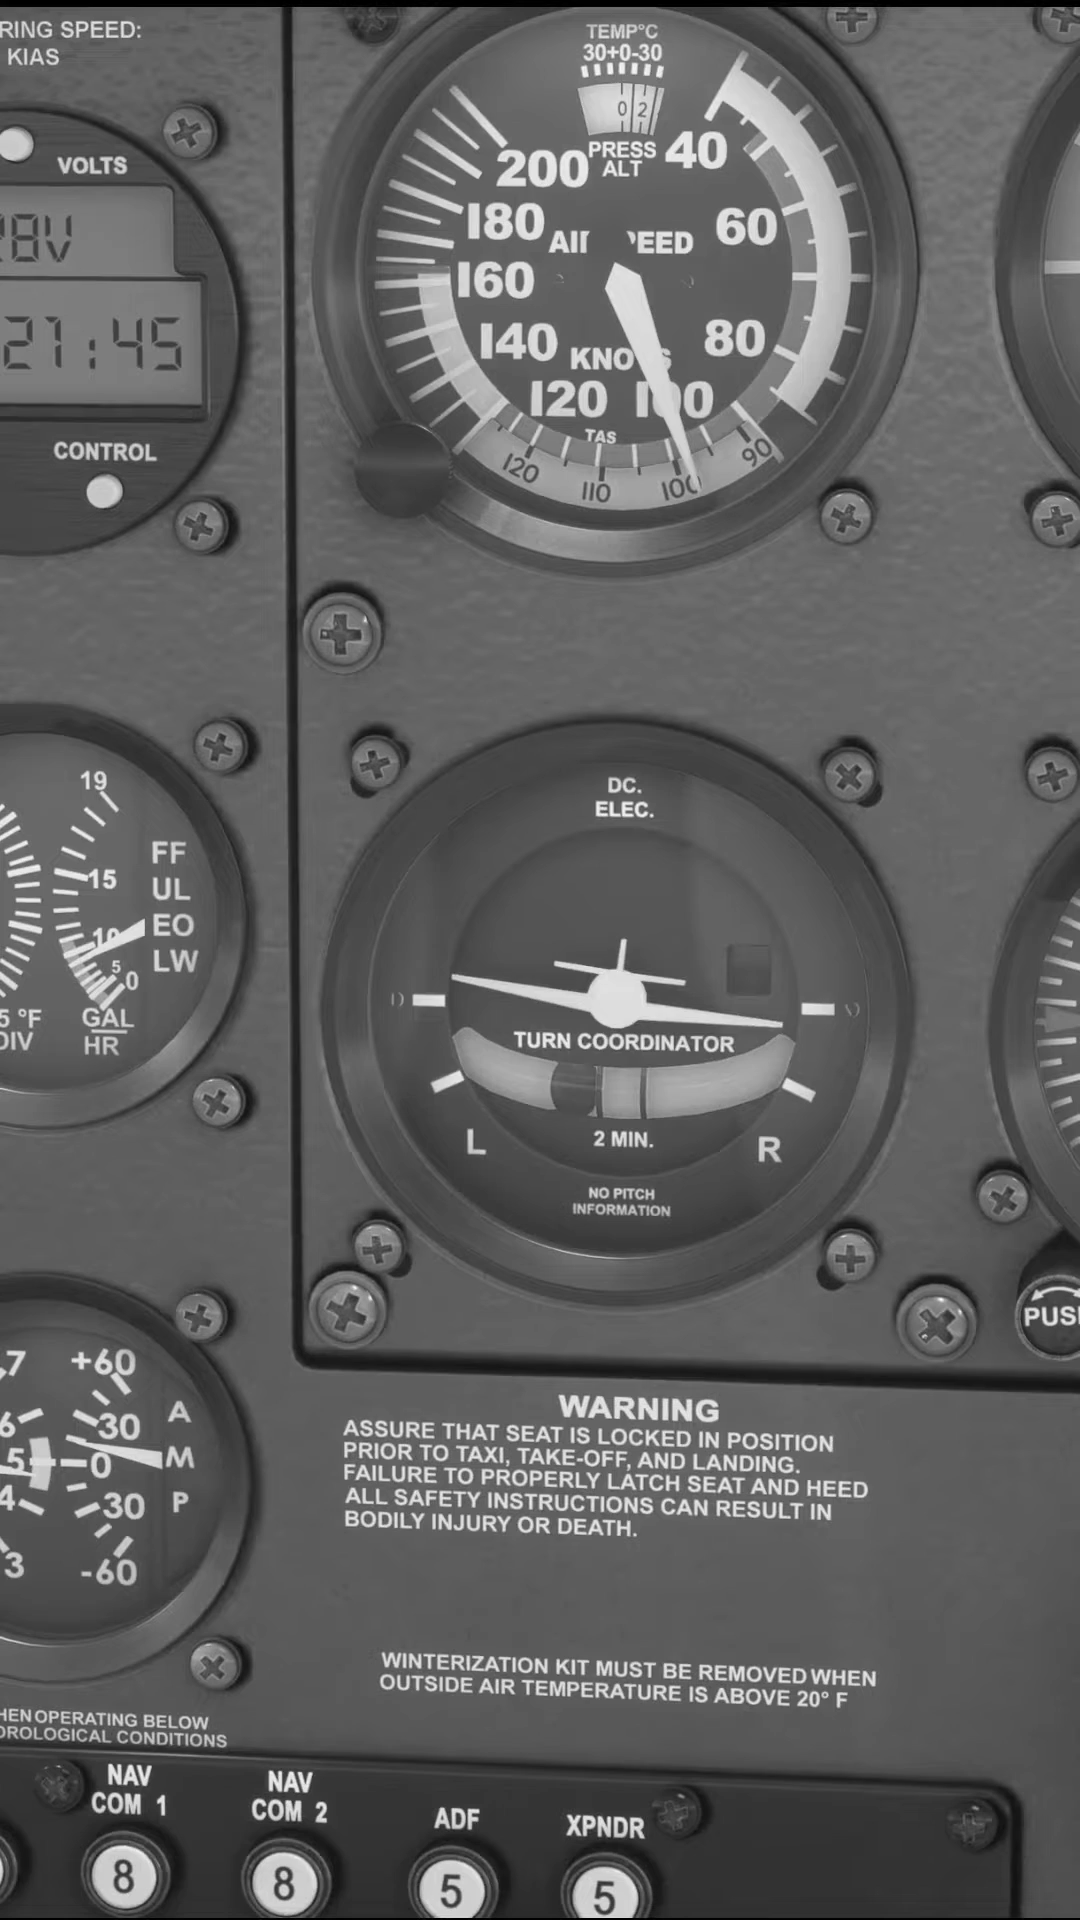 RING SPEED:
KIAS
VOLTS
8V
21:45
CONTROL
TEMP°C
30+0-30
0 2
PRESS
ALT
40
60
80
100
120
140
160
180
200
KNO S
TAS
120
110
100
90
DC.
ELEC.
TURN COORDINATOR
2 MIN.
L
R
NO PITCH
INFORMATION
19
15
10
5
0
FF
UL
EO
LW
5 °F
DIV
GAL
HR
.7
6
5
4
3
+60
30
0
30
-60
A
M
P
PUSH
WARNING
ASSURE THAT SEAT IS LOCKED IN POSITION
PRIOR TO TAXI, TAKE-OFF, AND LANDING.
FAILURE TO PROPERLY LATCH SEAT AND HEED
ALL SAFETY INSTRUCTIONS CAN RESULT IN
BODILY INJURY OR DEATH.
WINTERIZATION KIT MUST BE REMOVED WHEN
OUTSIDE AIR TEMPERATURE IS ABOVE 20° F
HEN OPERATING BELOW
OROLOGICAL CONDITIONS
NAV
COM 1
NAV
COM 2
ADF
XPNDR
8
8
5
5